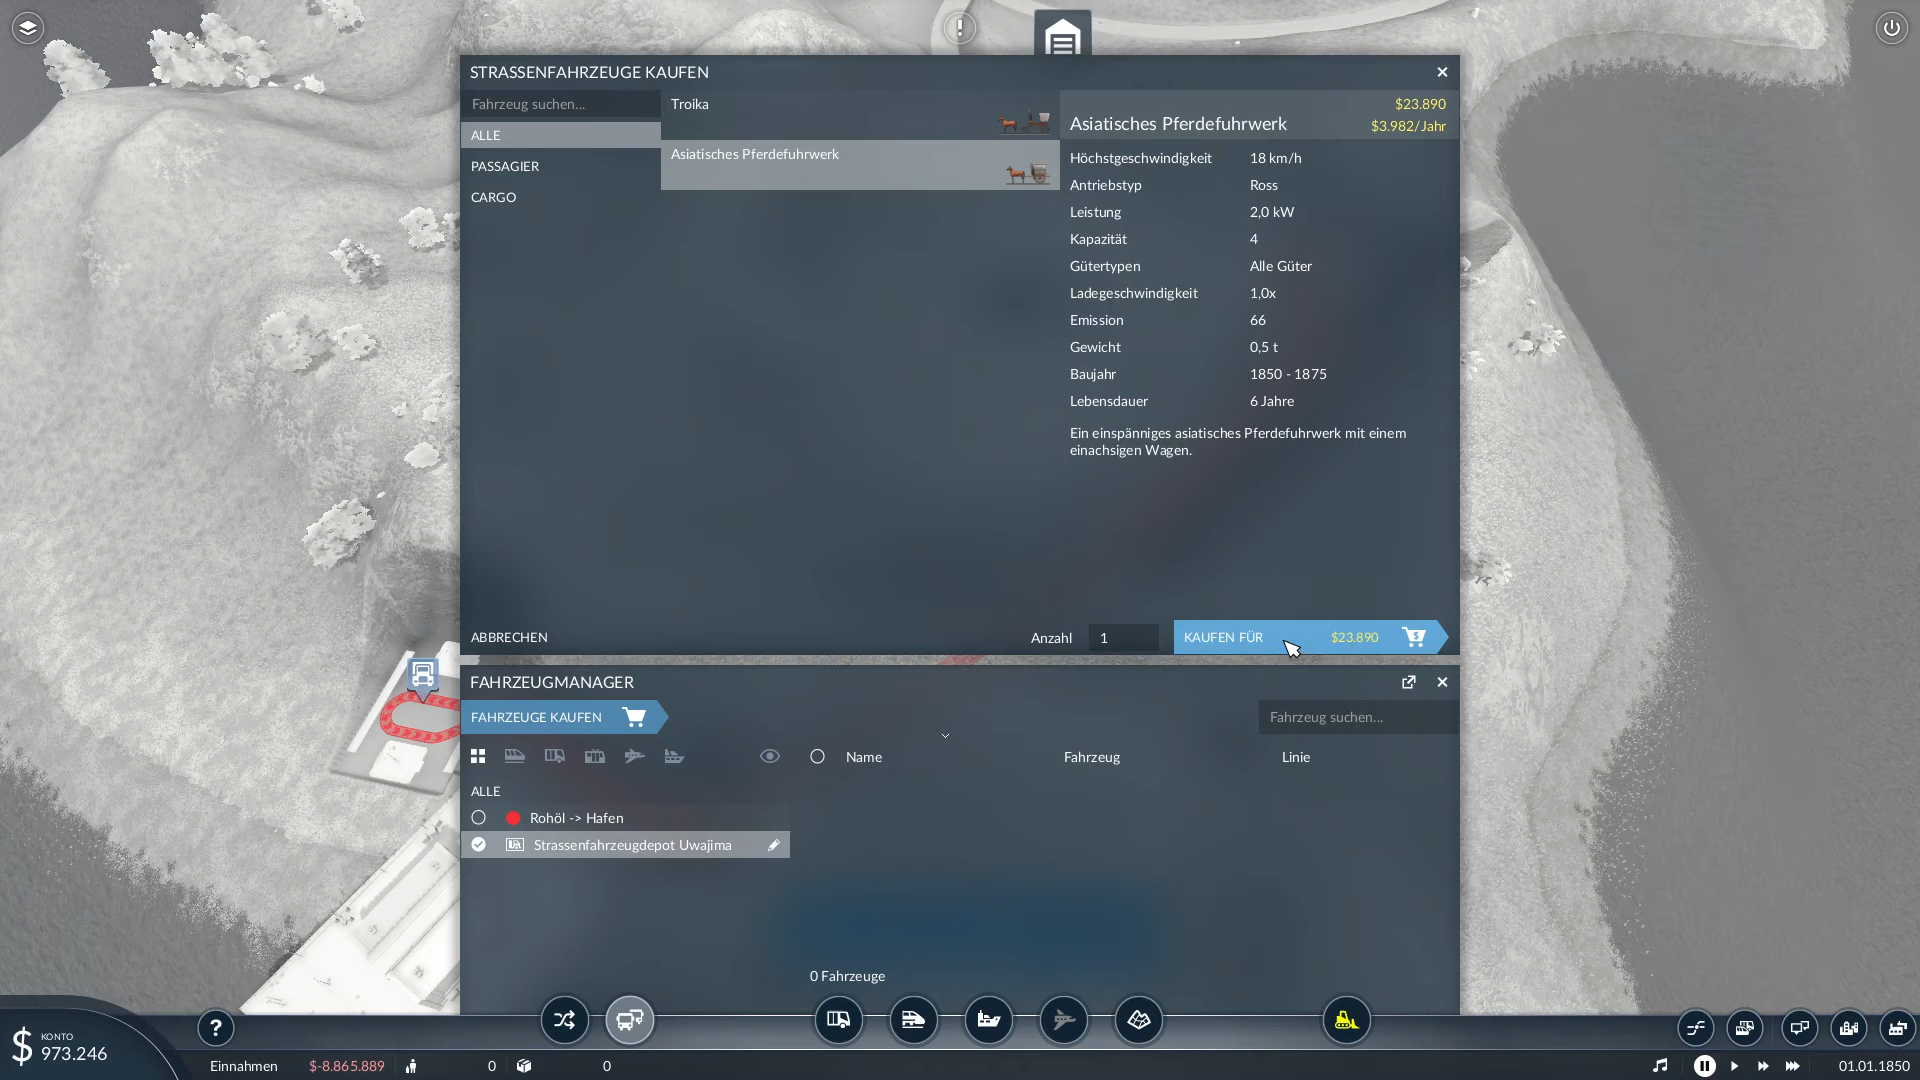 STRASSENFAHRZEUGE KAUFEN
Fahrzeug suchen...
ALLE
PASSAGIER
CARGO
Troika
Asiatisches Pferdefuhrwerk
$23.890
Asiatisches Pferdefuhrwerk
$3.982/Jahr
Höchstgeschwindigkeit 18 km/h
Antriebstyp Ross
Leistung 2,0 kW
Kapazität 4
Gütertypen Alle Güter
Ladegeschwindigkeit 1,0x
Emission 66
Gewicht 0,5 t
Baujahr 1850 - 1875
Lebensdauer 6 Jahre
Ein einspänniges asiatisches Pferdefuhrwerk mit einem
einachsigen Wagen.
ABBRECHEN
Anzahl 1
KAUFEN FÜR $23.890
FAHRZEUGMANAGER
FAHRZEUGE KAUFEN
Fahrzeug suchen...
Name Fahrzeug Linie
ALLE
Rohöl -> Hafen
Strassenfahrzeugdepot Uwajima
0 Fahrzeuge
?
KONTO
$ 973.246
Einnahmen $-8.865.889 0 0
01.01.1850